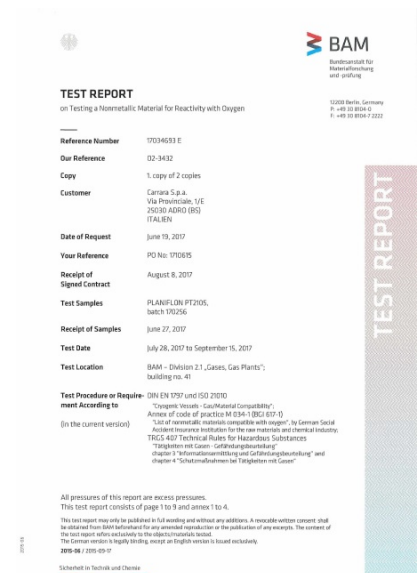 BAM
Bundesanstalt für
Materialforschung
und -prüfung
TEST REPORT
on Testing a Nonmetallic Material for Reactivity with Oxygen
12200 Berlin, Germany
P: +49 30 8104-0
F: +49 30 8104-7 2222
Reference Number 17034693 E
Our Reference 02-3432
Copy 1. copy of 2 copies
Customer Carrara S.p.a.
Via Provinciale, 1/E
25030 ADRO (BS)
ITALIEN
Date of Request June 19, 2017
Your Reference PO No: 1710615
Receipt of August 8, 2017
Signed Contract
Test Samples PLANIFLON PT2105,
batch 170256
Receipt of Samples June 27, 2017
Test Date July 28, 2017 to September 15, 2017
Test Location BAM – Division 2.1 „Gases, Gas Plants“;
building no. 41
Test Procedure or Require- DIN EN 1797 und ISO 21010
ment According to "Cryogenic Vessels - Gas/Material Compatibility";
Annex of code of practice M 034-1 (BGI 617-1)
(in the current version) "List of nonmetallic materials compatible with oxygen", by German Social
Accident Insurance Institution for the raw materials and chemical industry;
TRGS 407 Technical Rules for Hazardous Substances
"Tätigkeiten mit Gasen - Gefährdungsbeurteilung"
chapter 3 "Informationsermittlung und Gefährdungsbeurteilung" and
chapter 4 "Schutzmaßnahmen bei Tätigkeiten mit Gasen"
All pressures of this report are excess pressures.
This test report consists of page 1 to 9 and annex 1 to 4.
This test report may only be published in full wording and without any additions. A revocable written consent shall
be obtained from BAM beforehand for any amended reproduction or the publication of any excerpts. The content of
the test report refers exclusively to the objects/materials tested.
The German version is legally binding, except an English version is issued exclusively.
2015-06 / 2015-09-17
Sicherheit in Technik und Chemie
TEST REPORT